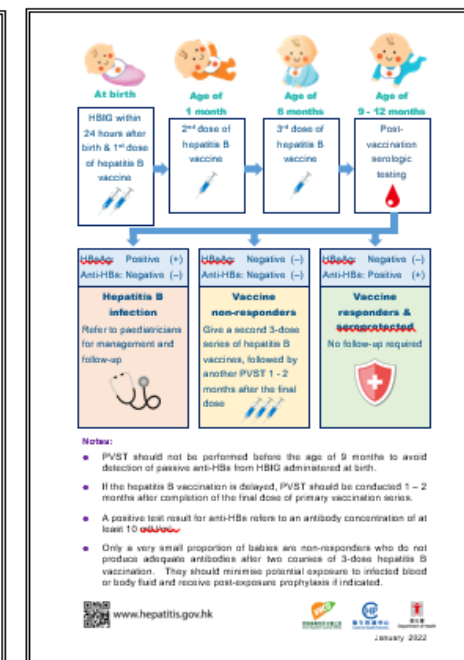 At birth
HBIG within
24 hours after
birth & 1st dose
of hepatitis B
vaccine
Age of
1 month
2nd dose of
hepatitis B
vaccine
Age of
6 months
3rd dose of
hepatitis B
vaccine
Age of
9 - 12 months
Post-
vaccination
serologic
testing
HBsAg: Positive (+)
Anti-HBs: Negative (–)
Hepatitis B
infection
Refer to paediatricians
for management and
follow-up
HBsAg: Negative (–)
Anti-HBs: Negative (–)
Vaccine
non-responders
Give a second 3-dose
series of hepatitis B
vaccines, followed by
another PVST 1 - 2
months after the final
dose
HBsAg: Negative (–)
Anti-HBs: Positive (+)
Vaccine
responders &
seroprotected
No follow-up required
Notes:
PVST should not be performed before the age of 9 months to avoid
detection of passive anti-HBs from HBIG administered at birth.
If the hepatitis B vaccination is delayed, PVST should be conducted 1 – 2
months after completion of the final dose of primary vaccination series.
A positive test result for anti-HBs refers to an antibody concentration of at
least 10
Only a very small proportion of babies are non-responders who do not
produce adequate antibodies after two courses of 3-dose hepatitis B
vaccination. They should minimise potential exposure to infected blood
or body fluid and receive post-exposure prophylaxis if indicated.
www.hepatitis.gov.hk
January 2022